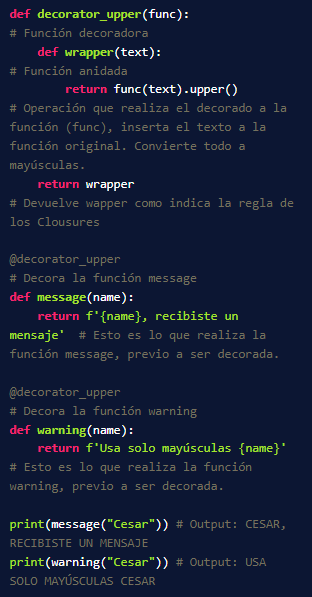 def decorator_upper(func):
# Función decoradora
    def wrapper(text):
# Función anidada
        return func(text).upper()
# Operación que realiza el decorado a la
función (func), inserta el texto a la
función original. Convierte todo a
mayúsculas.
    return wrapper
# Devuelve wapper como indica la regla de
los Clousures

@decorator_upper
# Decora la función message
def message(name):
    return f'{name}, recibiste un
mensaje'  # Esto es lo que realiza la
función message, previo a ser decorada.

@decorator_upper
# Decora la función warning
def warning(name):
    return f'Usa solo mayúsculas {name}'
# Esto es lo que realiza la función
warning, previo a ser decorada.

print(message("Cesar")) # Output: CESAR,
RECIBISTE UN MENSAJE
print(warning("Cesar")) # Output: USA
SOLO MAYÚSCULAS CESAR